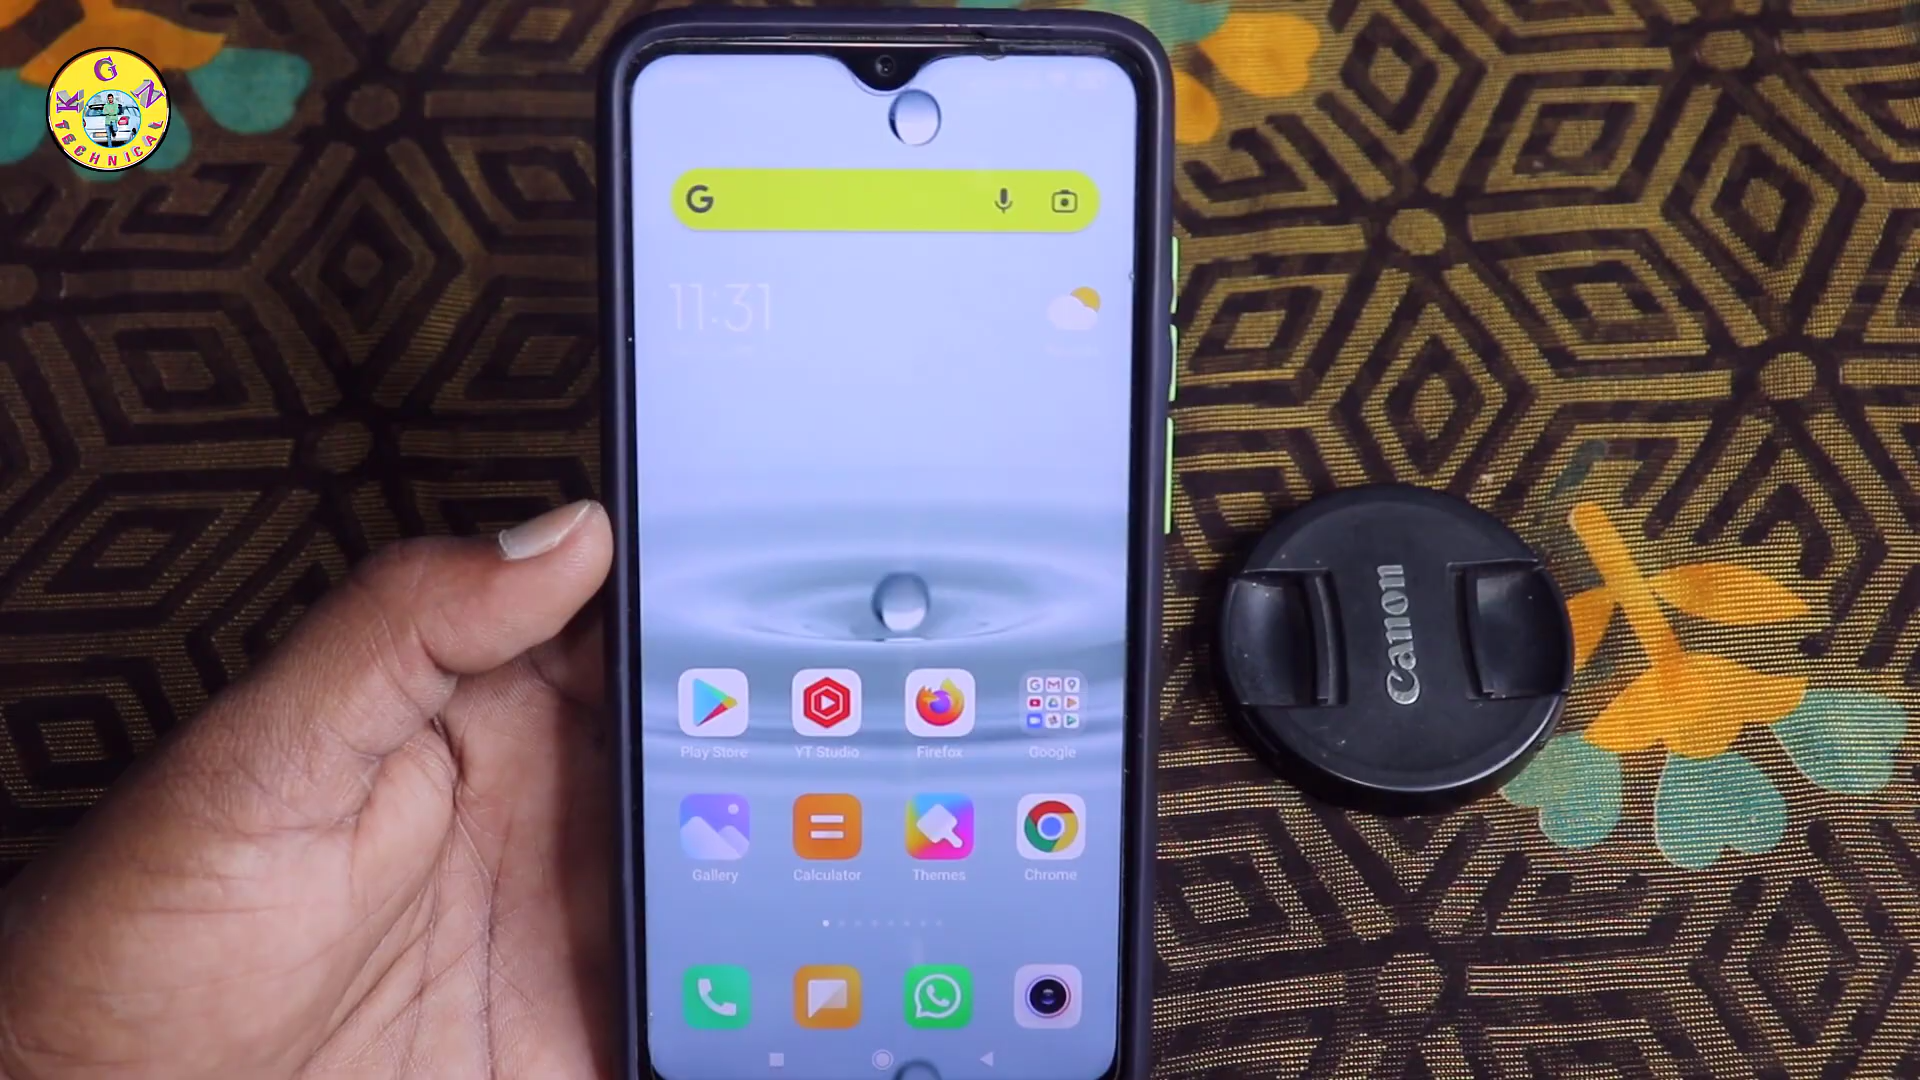 K G N
TECHNICAL
G
11:31
Play Store
YT Studio
Firefox
Google
Gallery
Calculator
Themes
Chrome
Canon